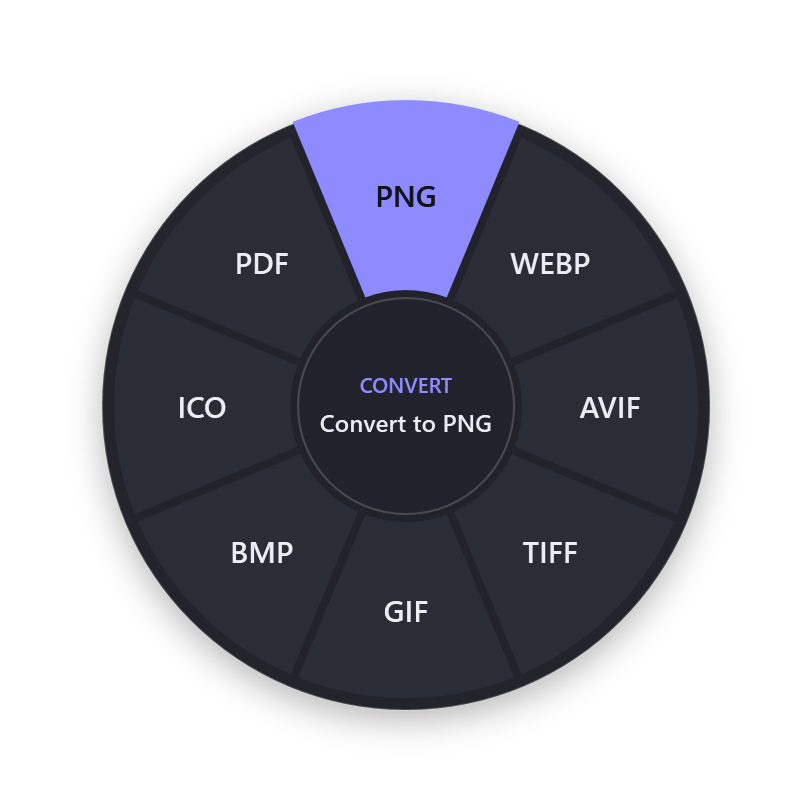 PNG
PDF
WEBP
CONVERT
Convert to PNG
ICO
AVIF
BMP
TIFF
GIF